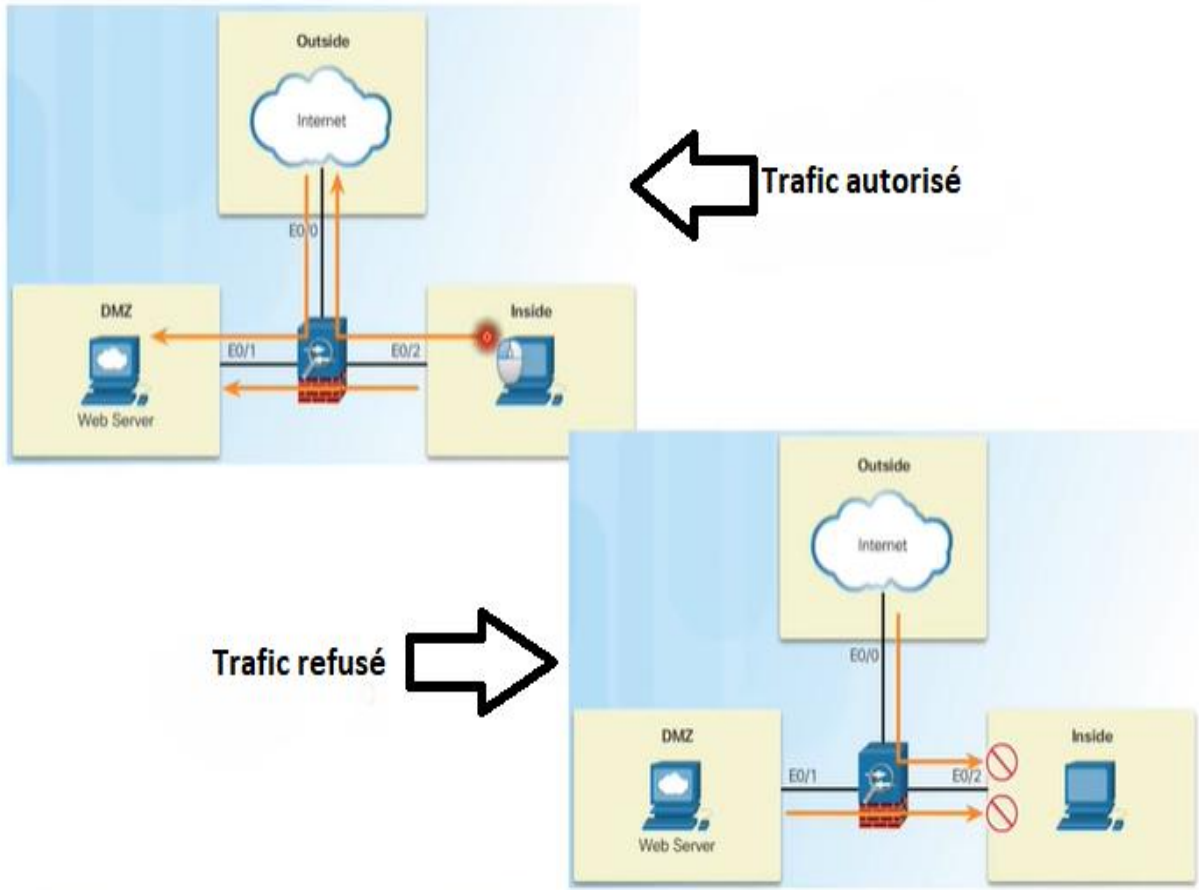 Outside
Internet
Trafic autorisé
E0/0
DMZ
Inside
E0/1
E0/2
Web Server
Outside
Internet
Trafic refusé
E0/0
DMZ
Inside
E0/1
E0/2
Web Server